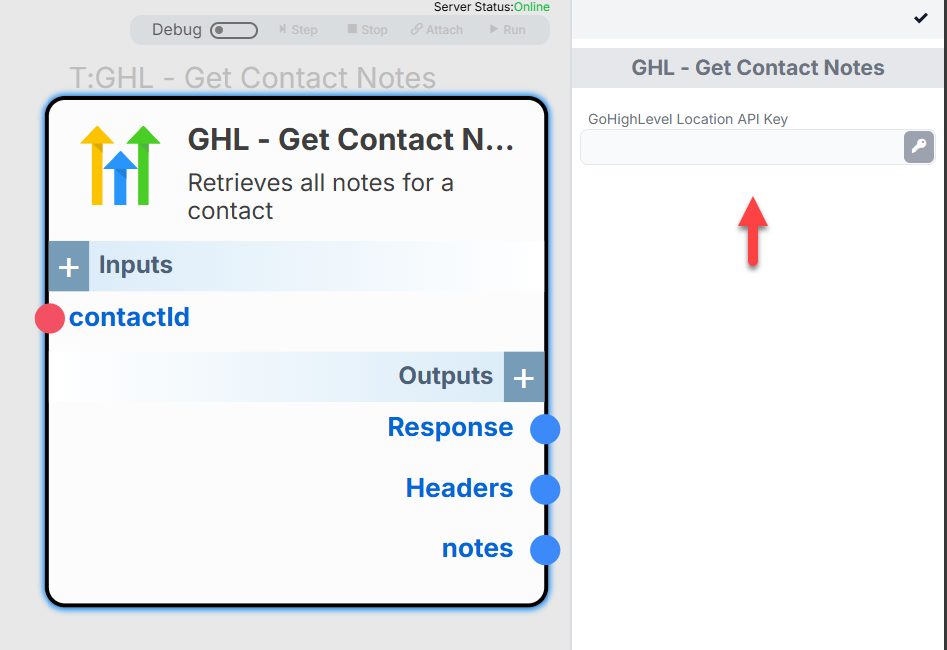 Server Status:Online
Debug Step Stop Attach Run
T:GHL - Get Contact Notes
GHL - Get Contact N...
Retrieves all notes for a
contact
+ Inputs
contactId
Outputs +
Response
Headers
notes
GHL - Get Contact Notes
GoHighLevel Location API Key